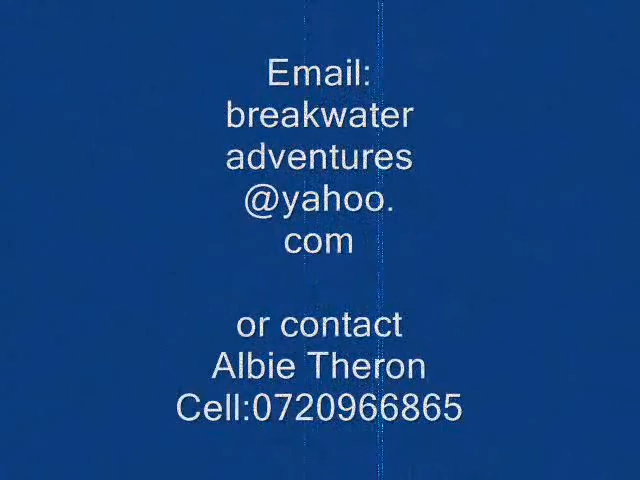 Email:
breakwater
adventures
@yahoo.
com
or contact
Albie Theron
Cell:0720966865